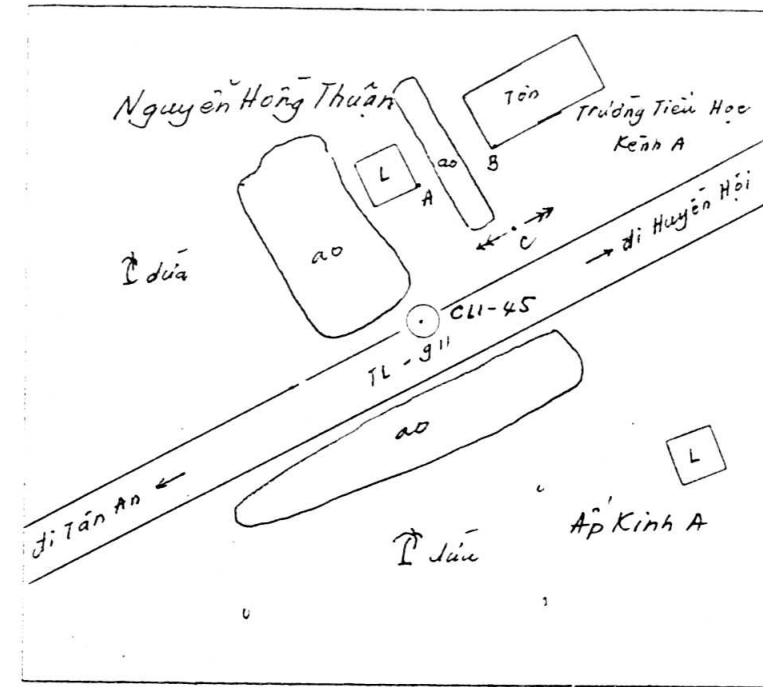 Nguyễn Hồng Thuận
Tôn
Trường Tiểu Học
Kênh A
L
A
ao
B
C
đi Huyện Hội
ao
dừa
CLI-45
TL-911
ao
L
đi Tân An
Ấp Kinh A